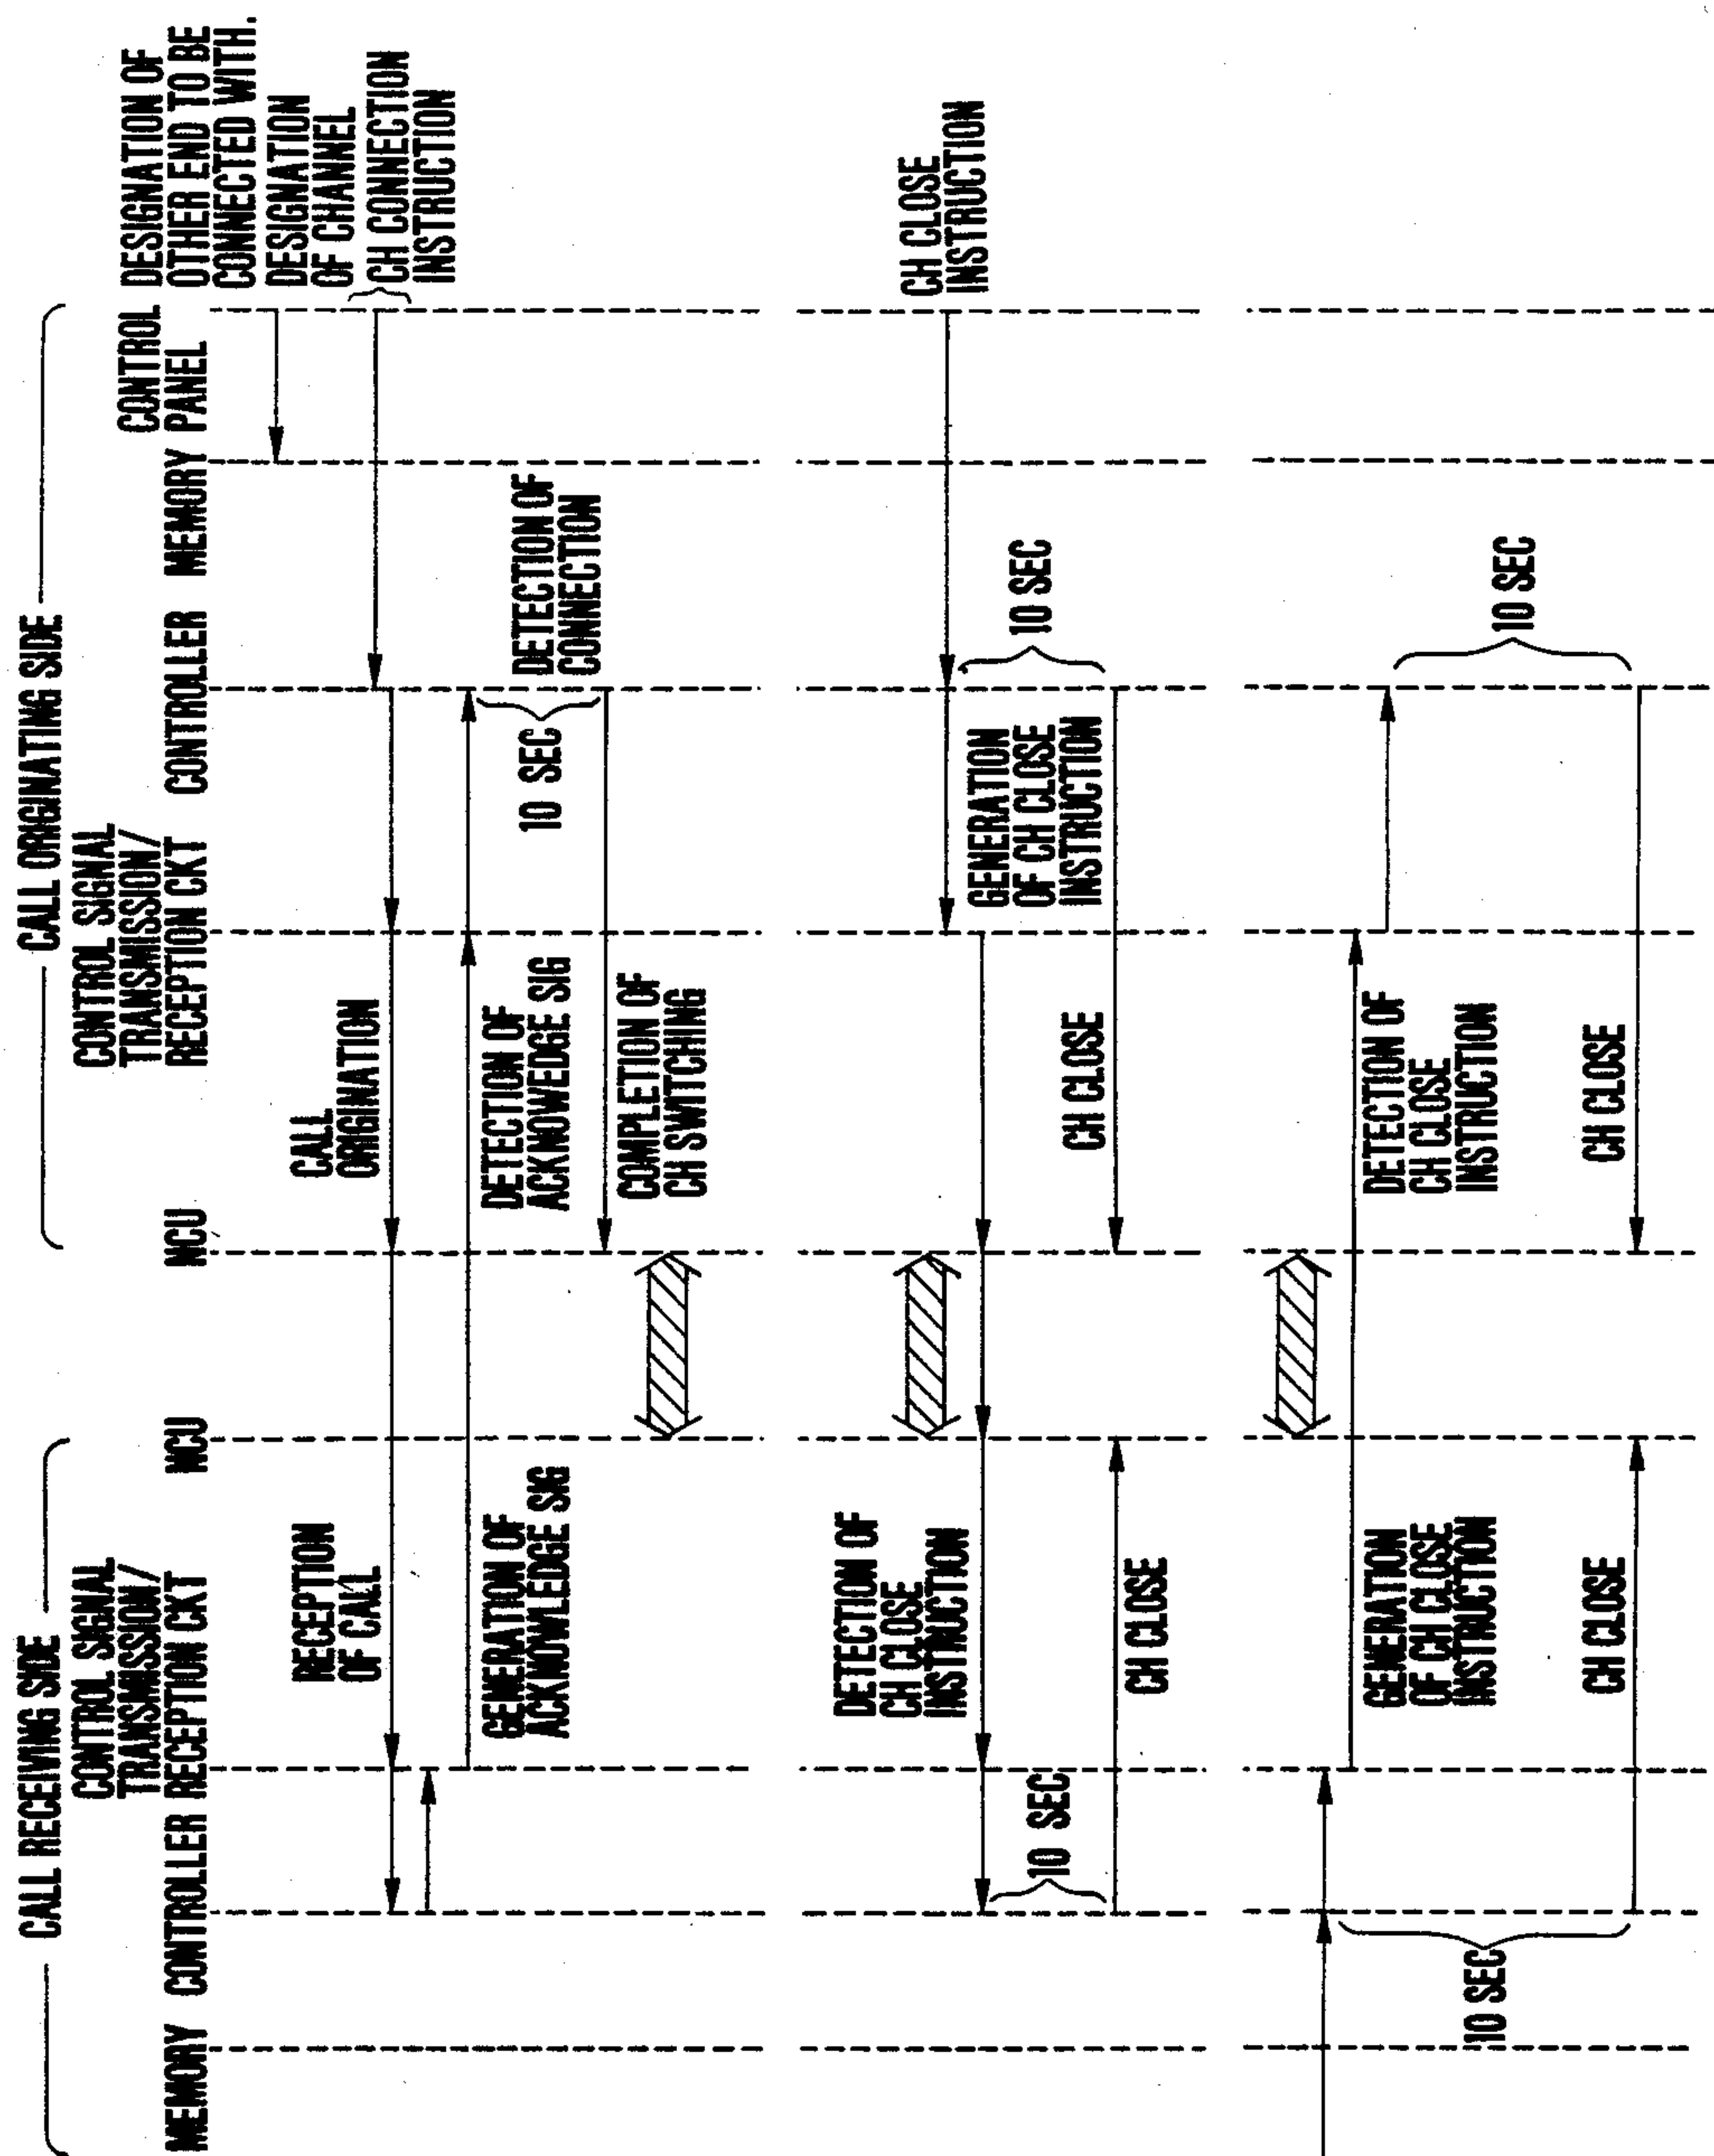 CALL RECEIVING SIDE
CALL ORIGINATING SIDE
MEMORY
CONTROLLER
CONTROL SIGNAL
TRANSMISSION/
RECEPTION CKT
NCU
NCU
CONTROL SIGNAL
TRANSMISSION/
RECEPTION CKT
CONTROLLER
MEMORY
CONTROL
PANEL
DESIGNATION OF
OTHER END TO BE
CONNECTED WITH.
DESIGNATION
OF CHANNEL
CH CONNECTION
INSTRUCTION
RECEPTION
OF CALL
CALL
ORIGINATION
GENERATION OF
ACKNOWLEDGE SIG
DETECTION OF
ACKNOWEDGE SIG
10 SEC
DETECTION OF
CONNECTION
COMPLETION OF
CH SWITCHING
CH CLOSE
INSTRUCTION
DETECTION OF
CH CLOSE
INSTRUCTION
GENERATION
OF CH CLOSE
INSTRUCTION
10 SEC
10 SEC
CH CLOSE
CH CLOSE
GENERATION
OF CH CLOSE
INSTRUCTION
DETECTION OF
CH CLOSE
INSTRUCTION
10 SEC
10 SEC
CH CLOSE
CH CLOSE